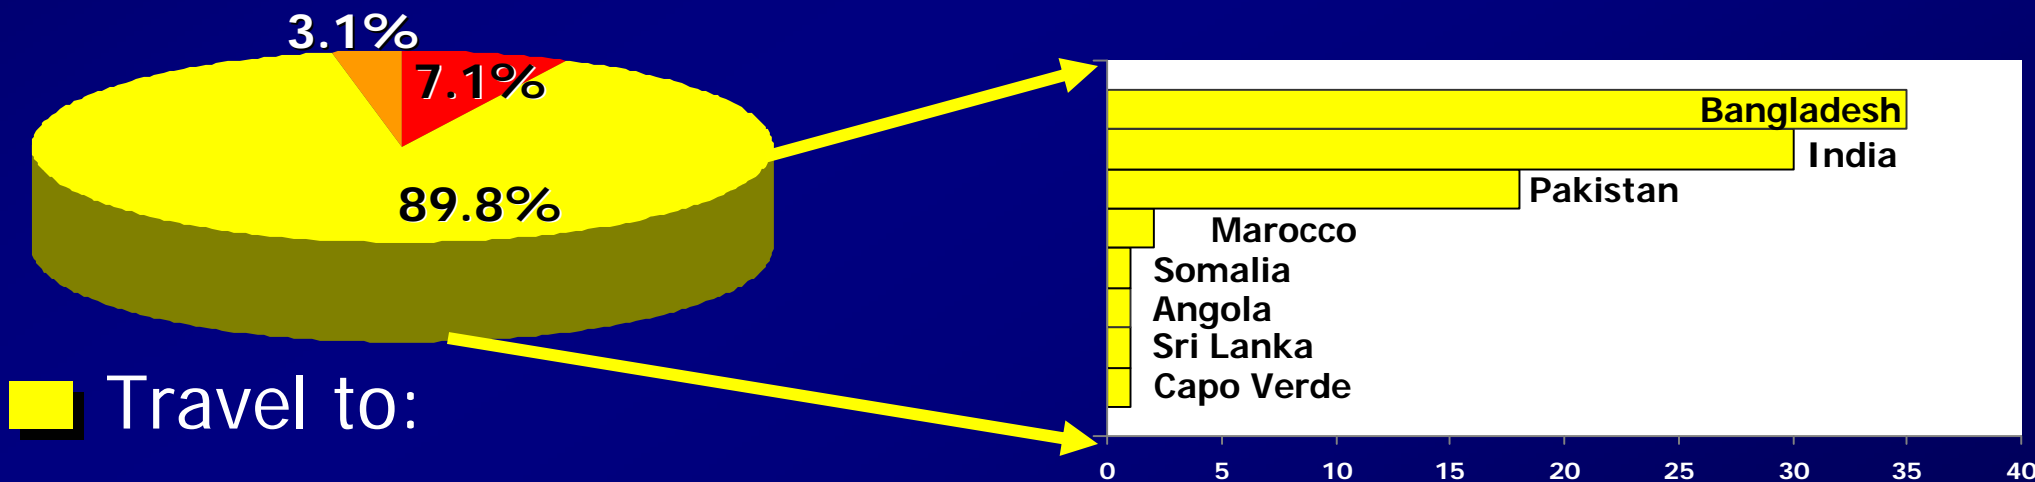 3.1%
7.1%
89.8%
Travel to:
Bangladesh
India
Pakistan
Marocco
Somalia
Angola
Sri Lanka
Capo Verde
0 5 10 15 20 25 30 35 40